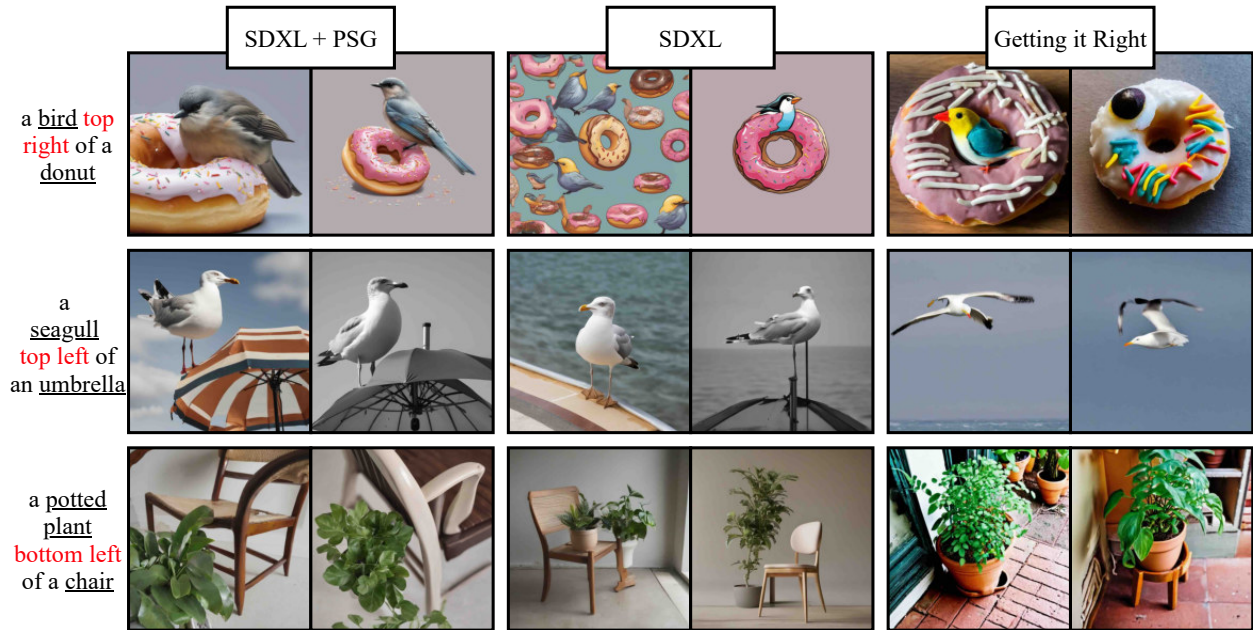 SDXL + PSG
SDXL
Getting it Right
a bird top
right of a
donut
a
seagull
top left of
an umbrella
a potted
plant
bottom left
of a chair